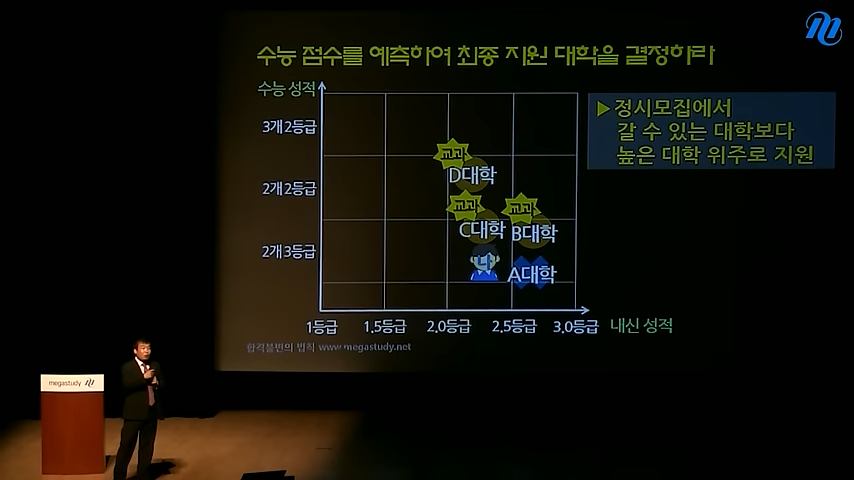 수능 점수를 예측하여 최종 지원 대학을 결정하라
수능 성적
3개 2등급
2개 2등급
2개 3등급
D대학
C대학
B대학
나
A대학
1등급
1.5등급
2.0등급
2.5등급
3.0등급
내신 성적
▶정시모집에서
갈 수 있는 대학보다
높은 대학 위주로 지원
합격불변의 법칙 www.megastudy.net
megastudy